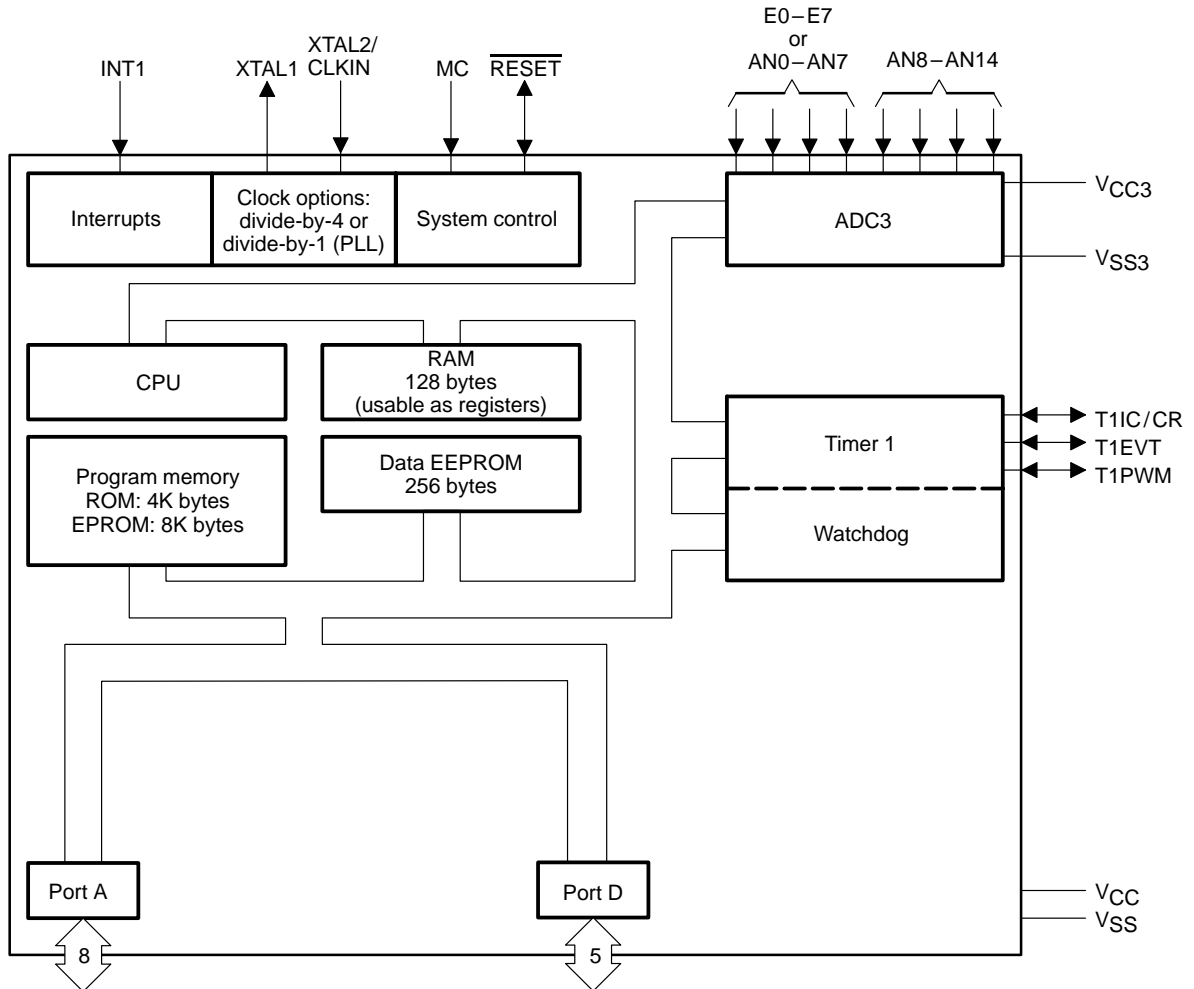 E0–E7
or
AN0–AN7
AN8–AN14
INT1
XTAL1
XTAL2/
CLKIN
MC
RESET
Interrupts
Clock options:
divide-by-4 or
divide-by-1 (PLL)
System control
ADC3
VCC3
VSS3
CPU
RAM
128 bytes
(usable as registers)
Program memory
ROM: 4K bytes
EPROM: 8K bytes
Data EEPROM
256 bytes
Timer 1
Watchdog
T1IC/CR
T1EVT
T1PWM
Port A
Port D
VCC
VSS
8
5